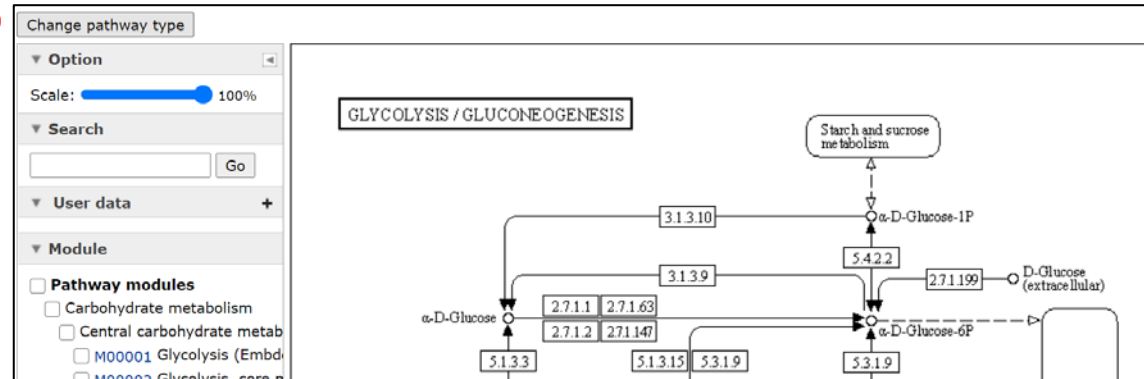 Change pathway type
Option
Scale: 100%
Search
Go
User data +
Module
Pathway modules
Carbohydrate metabolism
Central carbohydrate metab
M00001 Glycolysis (Embd
M00002 Glycolysis, core
GLYCOLYSIS / GLUCONEOGENESIS
Starch and sucrose
metabolism
3.1.3.10
α-D-Glucose-1P
5.4.2.2
3.1.3.9
2.7.1.199
D-Glucose
(extracellular)
α-D-Glucose
2.7.1.1
2.7.1.63
2.7.1.2
2.7.1.147
α-D-Glucose-6P
5.1.3.3
5.1.3.15
5.3.1.9
5.3.1.9